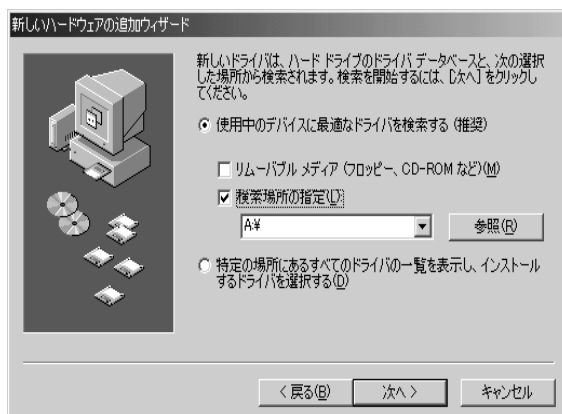 新しいハードウェアの追加ウィザード
新しいドライバは、ハード ドライブのドライバ データベースと、次の選択
した場所から検索されます。検索を開始するには、[次へ] をクリックし
てください。
使用中のデバイスに最適なドライバを検索する (推奨)
リムーバブル メディア (フロッピー、CD-ROM など)(M)
検索場所の指定(L):
A:¥
参照(R)
特定の場所にあるすべてのドライバの一覧を表示し、インストール
するドライバを選択する(D)
< 戻る(B)
次へ >
キャンセル